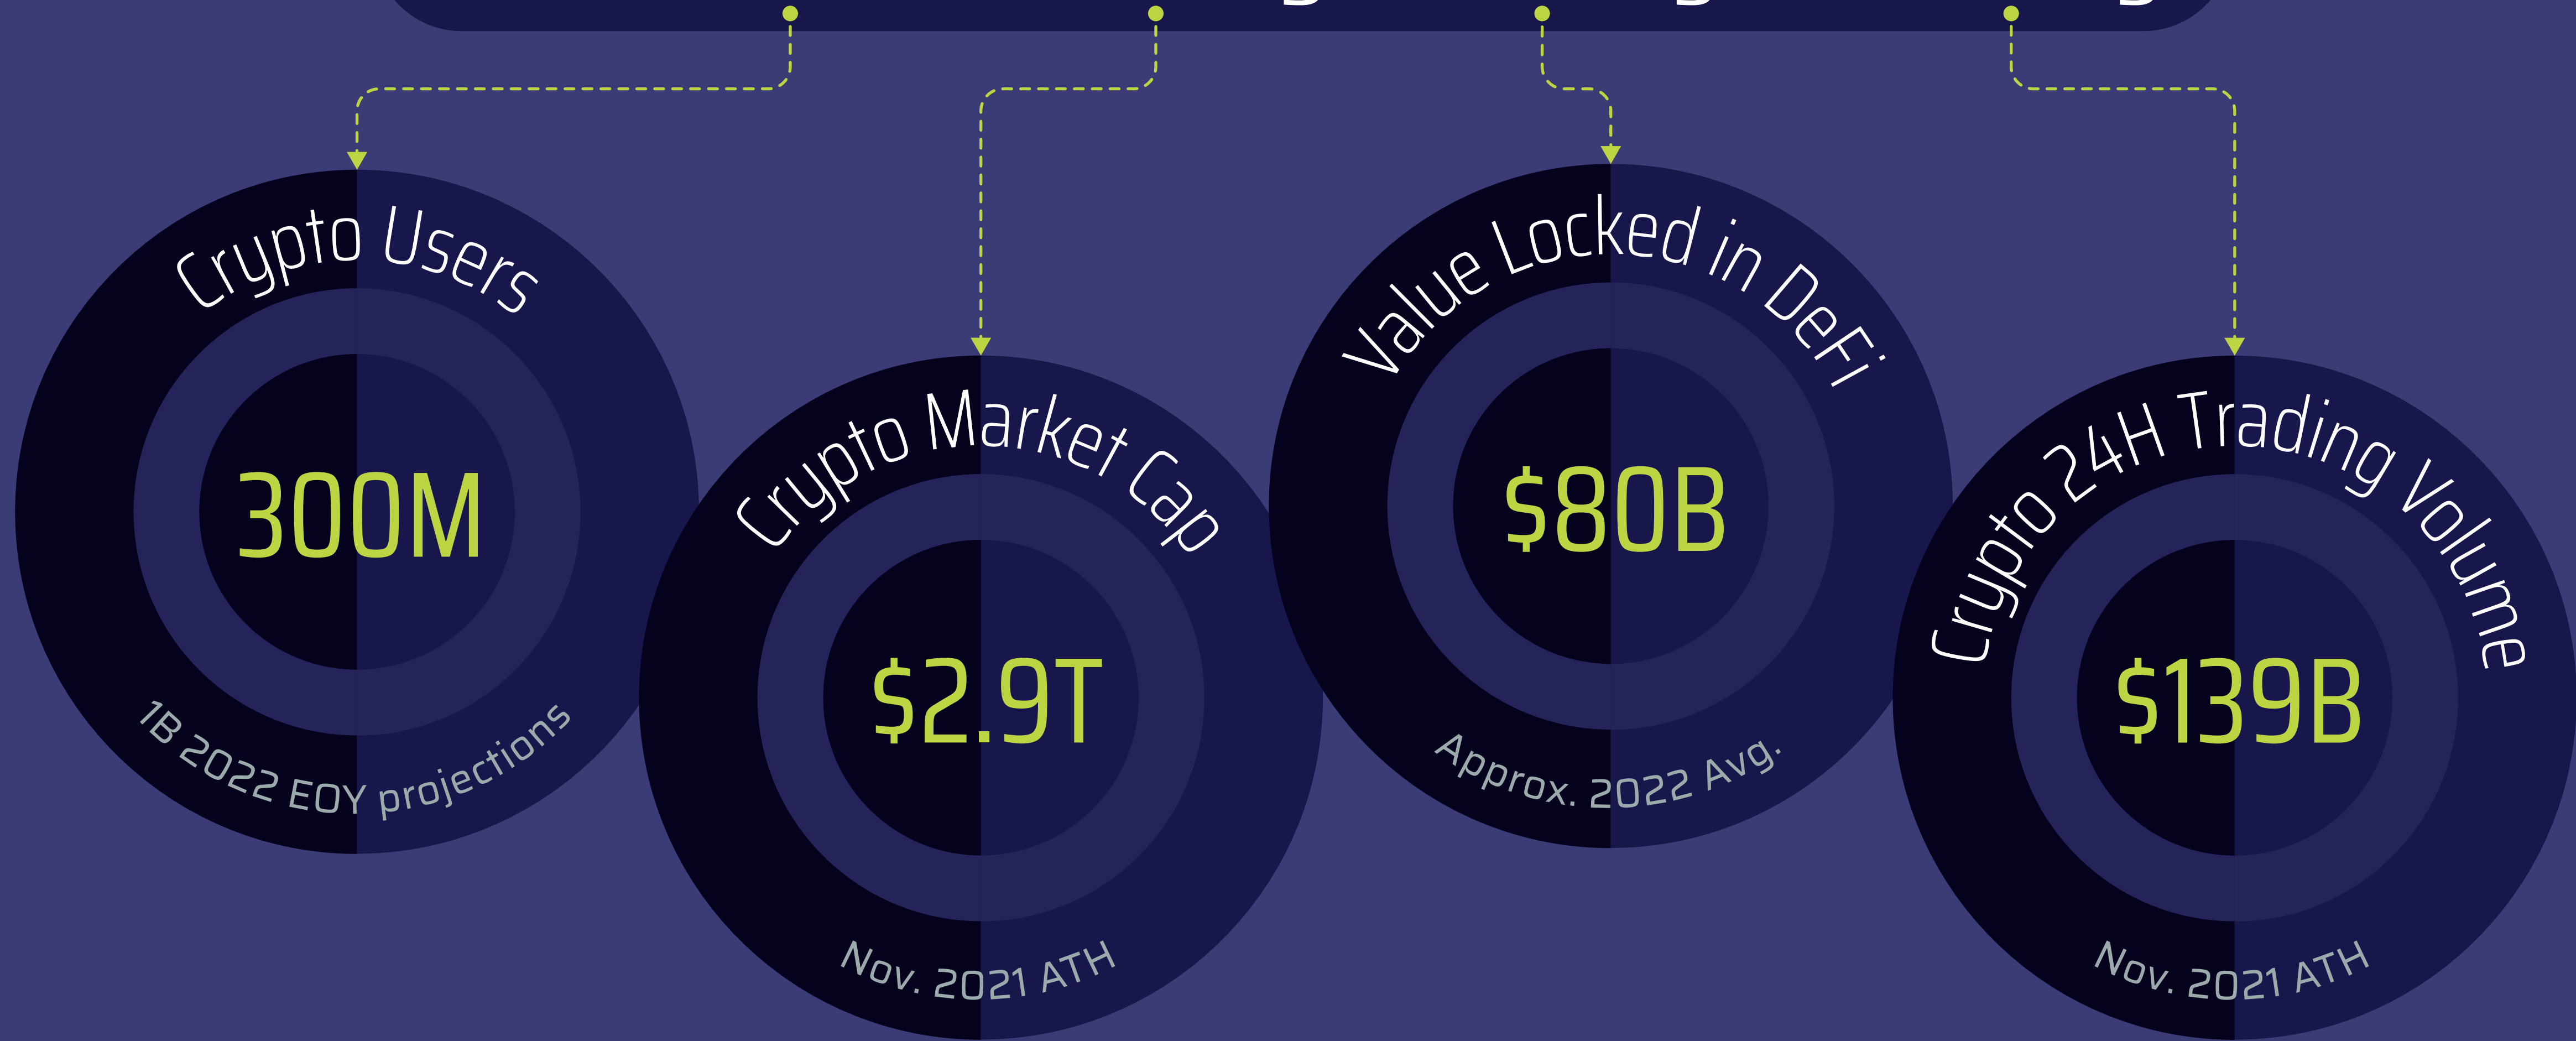 Crypto Users
300M
1B 2022 EOY projections
Crypto Market Cap
$2.9T
Nov. 2021 ATH
Value Locked in DeFi
$80B
Approx. 2022 Avg.
Crypto 24H Trading Volume
$139B
Nov. 2021 ATH